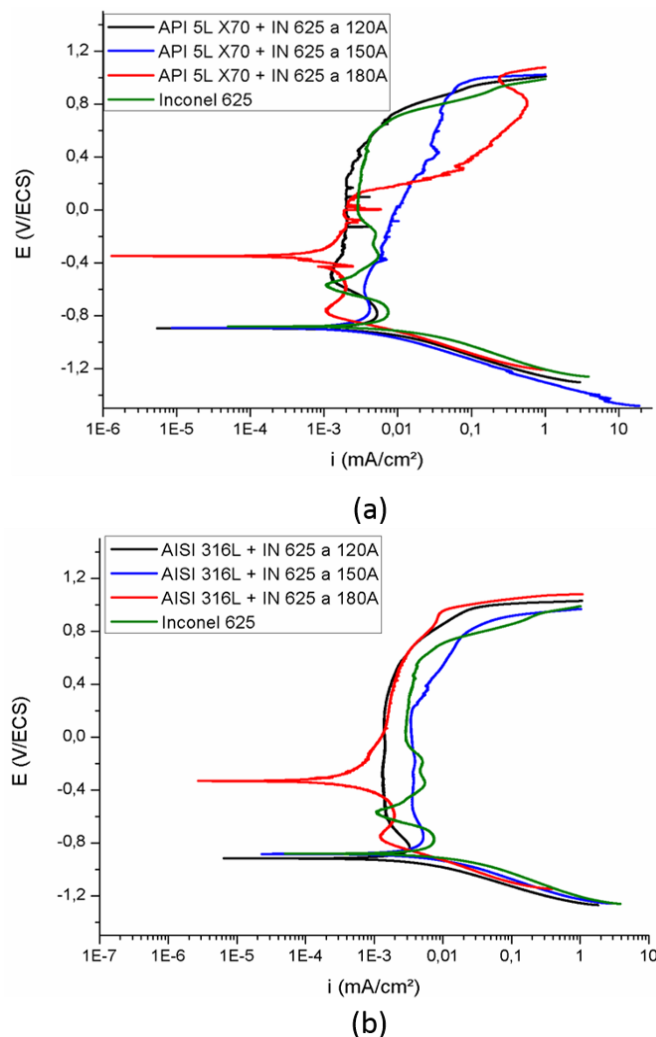 API 5L X70 + IN 625 a 120A
API 5L X70 + IN 625 a 150A
API 5L X70 + IN 625 a 180A
Inconel 625
1,2
0,8
0,4
0,0
-0,4
-0,8
-1,2
E (V/ECS)
1E-6 1E-5 1E-4 1E-3 0,01 0,1 1 10
i (mA/cm²)
(a)
AISI 316L + IN 625 a 120A
AISI 316L + IN 625 a 150A
AISI 316L + IN 625 a 180A
Inconel 625
1,2
0,8
0,4
0,0
-0,4
-0,8
-1,2
E (V/ECS)
1E-7 1E-6 1E-5 1E-4 1E-3 0,01 0,1 1 10
i (mA/cm²)
(b)